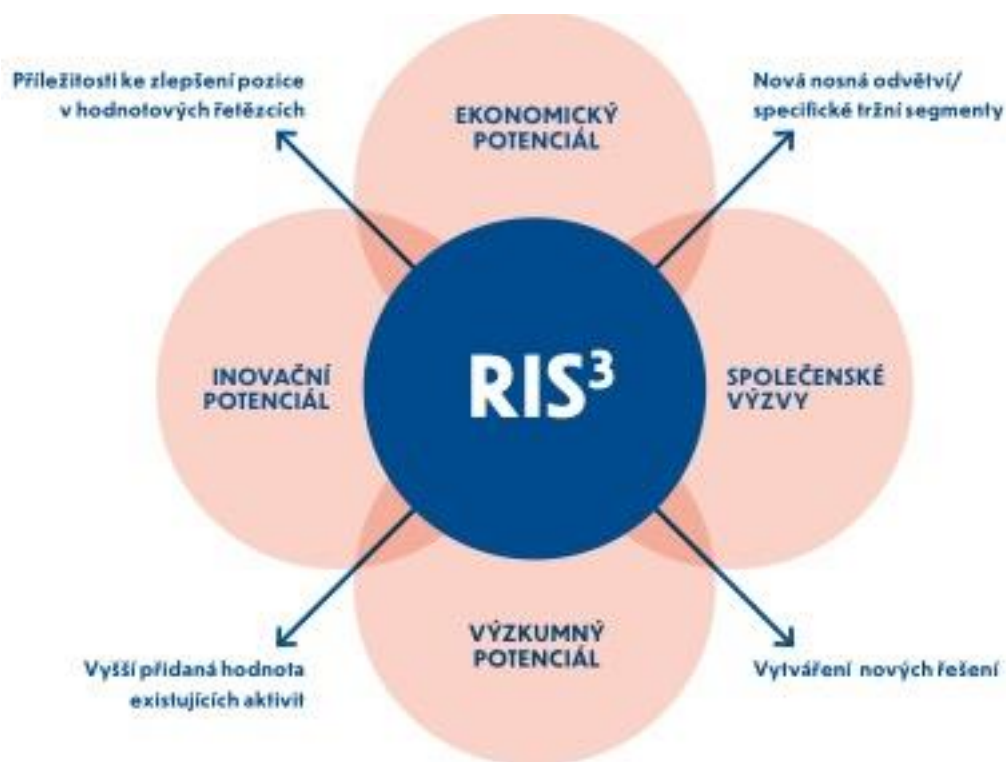 Příležitosti ke zlepšení pozice
v hodnotových řetězcích
EKONOMICKÝ
POTENCIÁL
Nová nosná odvětví/
specifické tržní segmenty
INOVAČNÍ
POTENCIÁL
RIS³
SPOLEČENSKÉ
VÝZVY
Vyšší přidaná hodnota
existujících aktivit
VÝZKUMNÝ
POTENCIÁL
Vytváření nových řešení